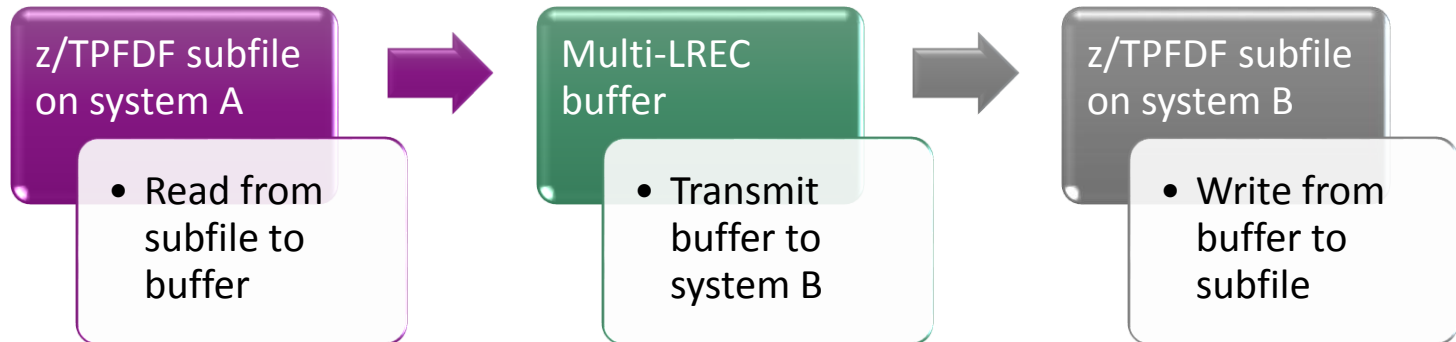 z/TPFDF subfile
on system A
• Read from
subfile to
buffer
Multi-LREC
buffer
• Transmit
buffer to
system B
z/TPFDF subfile
on system B
• Write from
buffer to
subfile